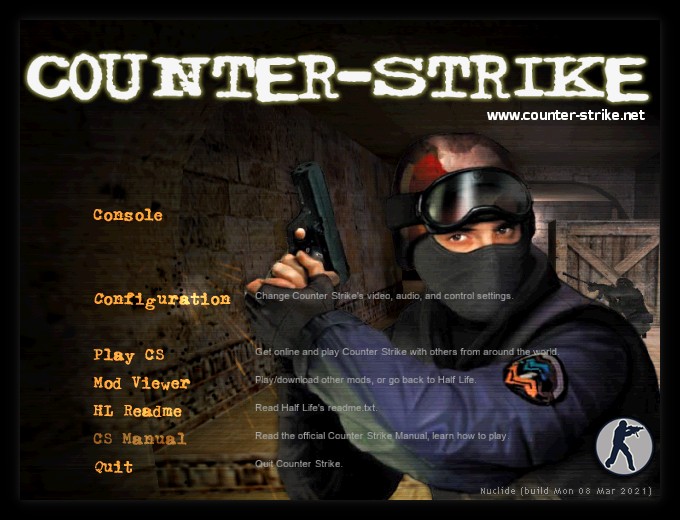 COUNTER-STRIKE
www.counter-strike.net
Console
Configuration Change Counter Strike's video, audio, and control settings.
Play CS Get online and play Counter Strike with others from around the world.
Mod Viewer Play/download other mods, or go back to Half Life.
HL Readme Read Half Life's readme.txt.
CS Manual Read the official Counter Strike Manual, learn how to play
Quit Quit Counter Strike.
Nuclide (build Mon 08 Mar 2021)